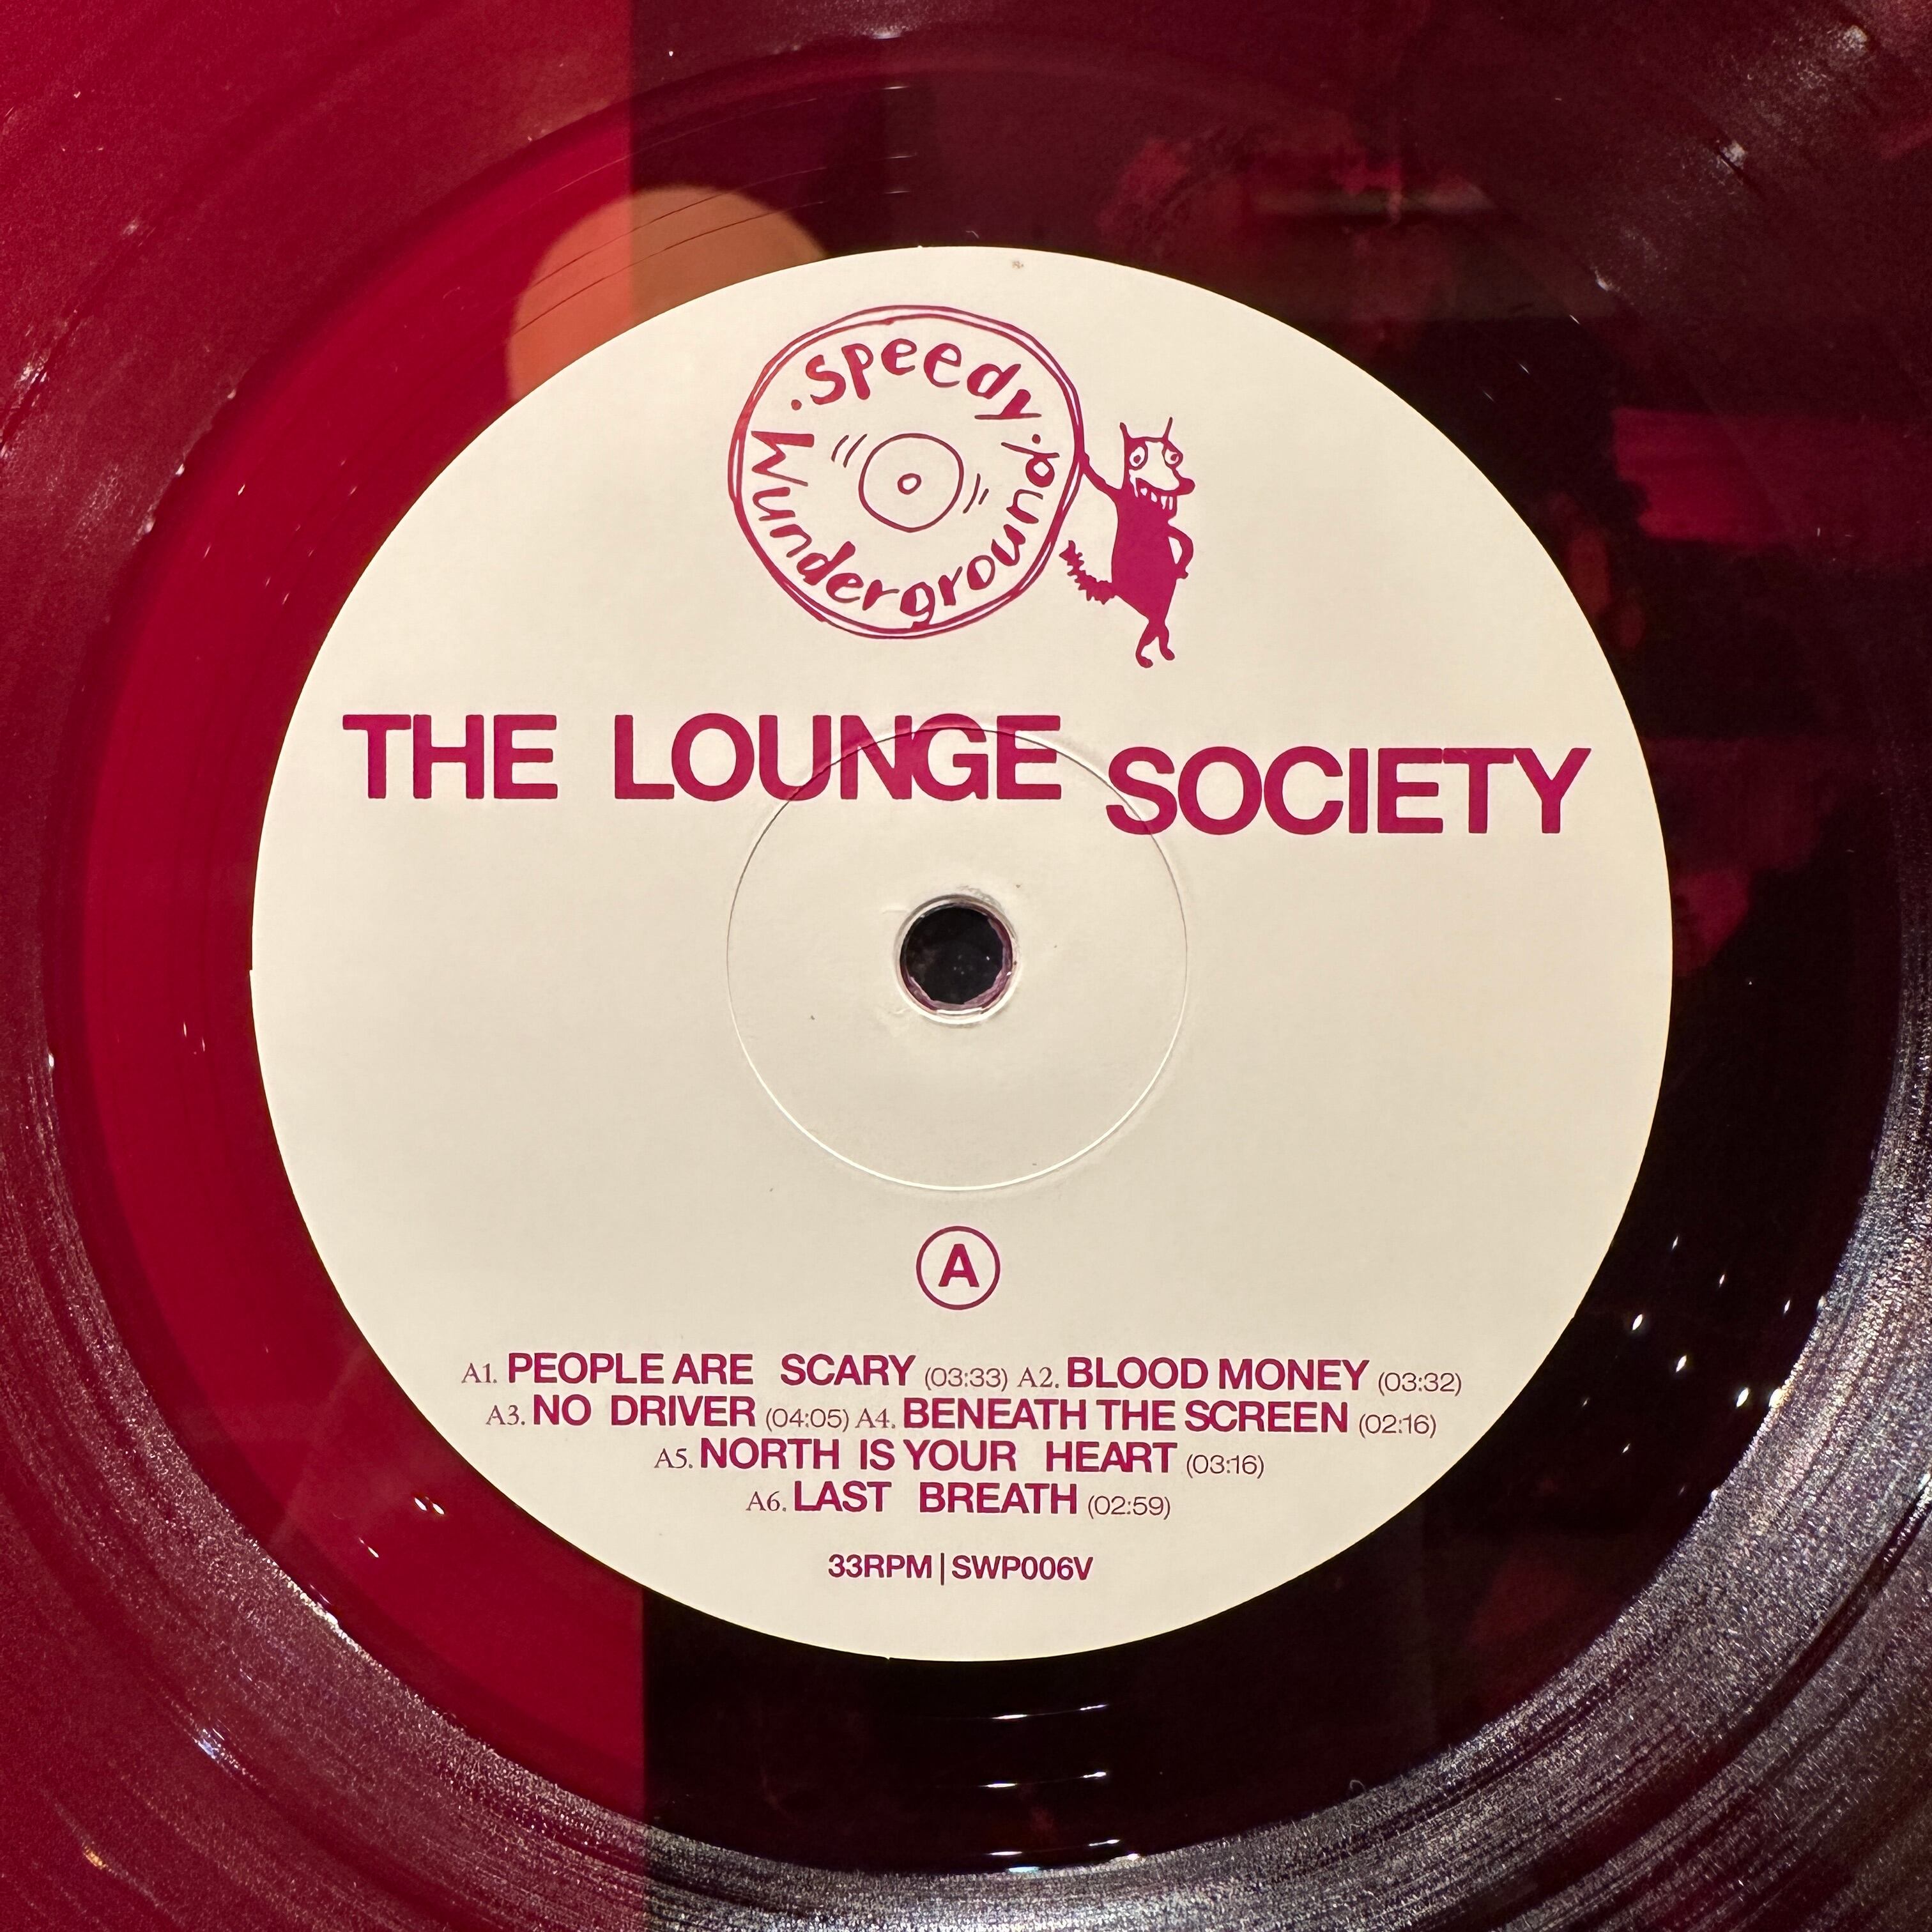 .Speedy.
Wunderground
THE LOUNGE SOCIETY
A
A1. PEOPLE ARE SCARY (03:33) A2. BLOOD MONEY (03:32)
A3. NO DRIVER (04:05) A4. BENEATH THE SCREEN (02:16)
A5. NORTH IS YOUR HEART (03:16)
A6. LAST BREATH (02:59)
33RPM | SWP006V